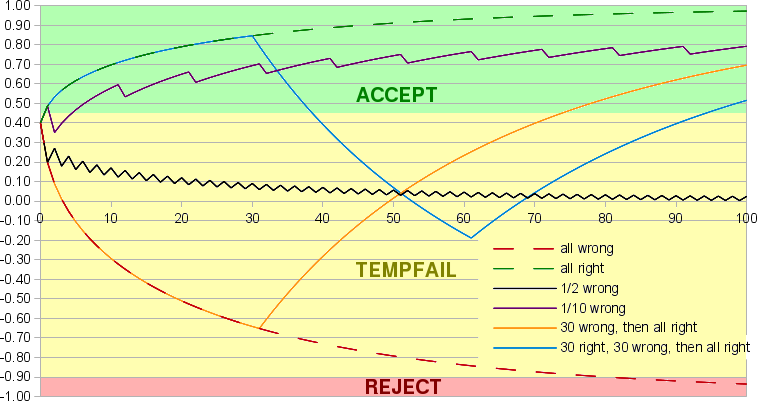 1.00
0.90
0.80
0.70
0.60
0.50
0.40
0.30
0.20
0.10
0.00
-0.10
-0.20
-0.30
-0.40
-0.50
-0.60
-0.70
-0.80
-0.90
-1.00
0 10 20 30 40 50 60 70 80 90 100
ACCEPT
TEMPFAIL
REJECT
all wrong
all right
1/2 wrong
1/10 wrong
30 wrong, then all right
30 right, 30 wrong, then all right